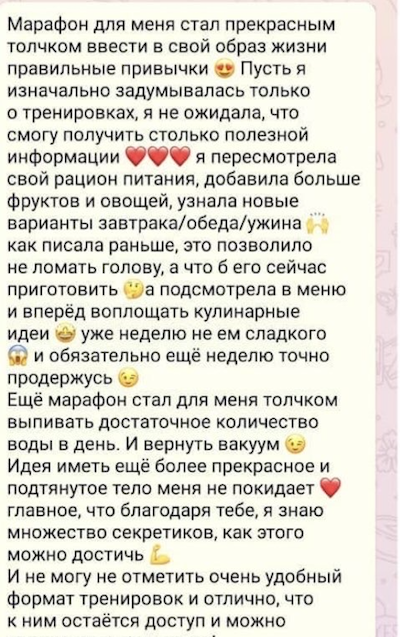 Марафон для меня стал прекрасным
толчком ввести в свой образ жизни
правильные привычки 😍 Пусть я
изначально задумывалась только
о тренировках, я не ожидала, что
смогу получить столько полезной
информации ❤️❤️❤️ я пересмотрела
свой рацион питания, добавила больше
фруктов и овощей, узнала новые
варианты завтрака/обеда/ужина 🙌
как писала раньше, это позволило
не ломать голову, а что б его сейчас
приготовить 🤔а подсмотрела в меню
и вперёд воплощать кулинарные
идеи 🤩 уже неделю не ем сладкого
😱 и обязательно ещё неделю точно
продержусь 😉
Ещё марафон стал для меня толчком
выпивать достаточное количество
воды в день. И вернуть вакуум 😉
Идея иметь ещё более прекрасное и
подтянутое тело меня не покидает ❤️
главное, что благодаря тебе, я знаю
множество секретиков, как этого
можно достичь 💪
И не могу не отметить очень удобный
формат тренировок и отлично, что
к ним остаётся доступ и можно